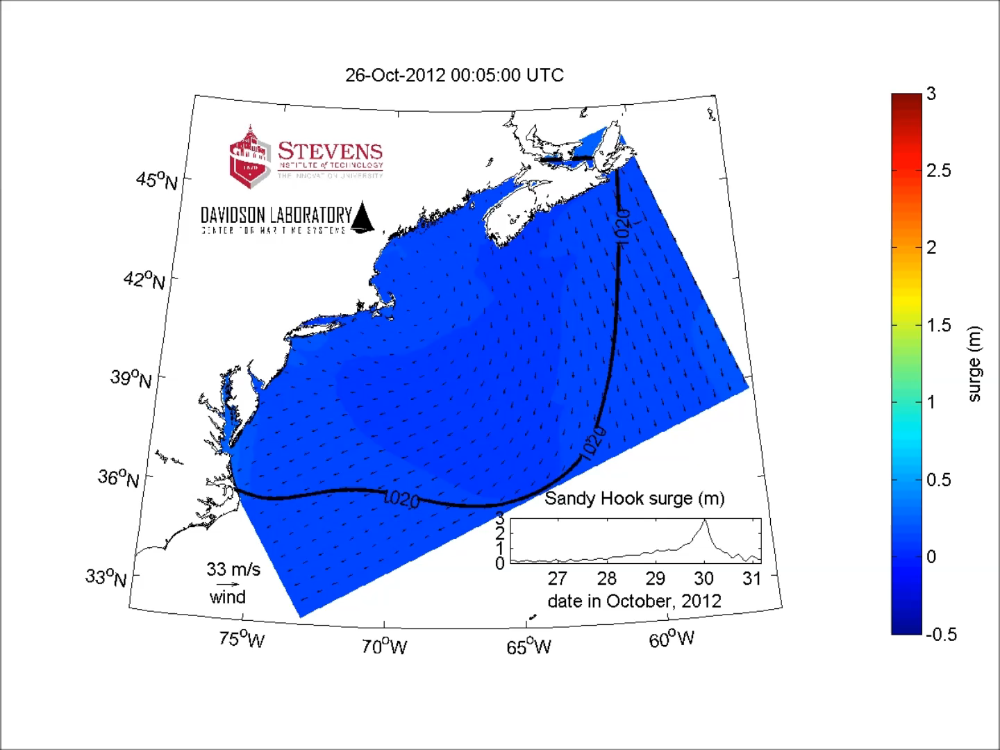 26-Oct-2012 00:05:00 UTC
STEVENS
INSTITUTE of TECHNOLOGY
THE INNOVATION UNIVERSITY
1870
DAVIDSON LABORATORY
CENTER FOR MARITIME SYSTEMS
45°N
42°N
39°N
36°N
33°N
1020
1020
1020
33 m/s
wind
Sandy Hook surge (m)
3
2
1
0
27 28 29 30 31
date in October, 2012
75°W 70°W 65°W 60°W
3
2.5
2
1.5
1
0.5
0
-0.5
surge (m)